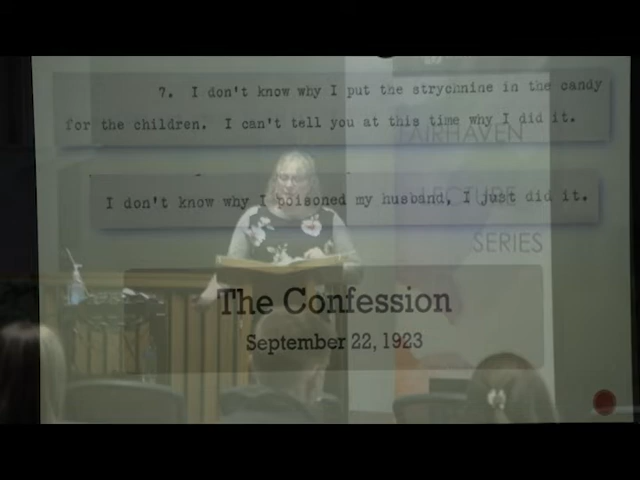 7. I don't know why I put the strychnine in the candy
for the children. I can't tell you at this time why I did it.
FAIRHAVEN
I don't know why I poisoned my husband, I just did it.
LECTURE
SERIES
The Confession
September 22, 1923